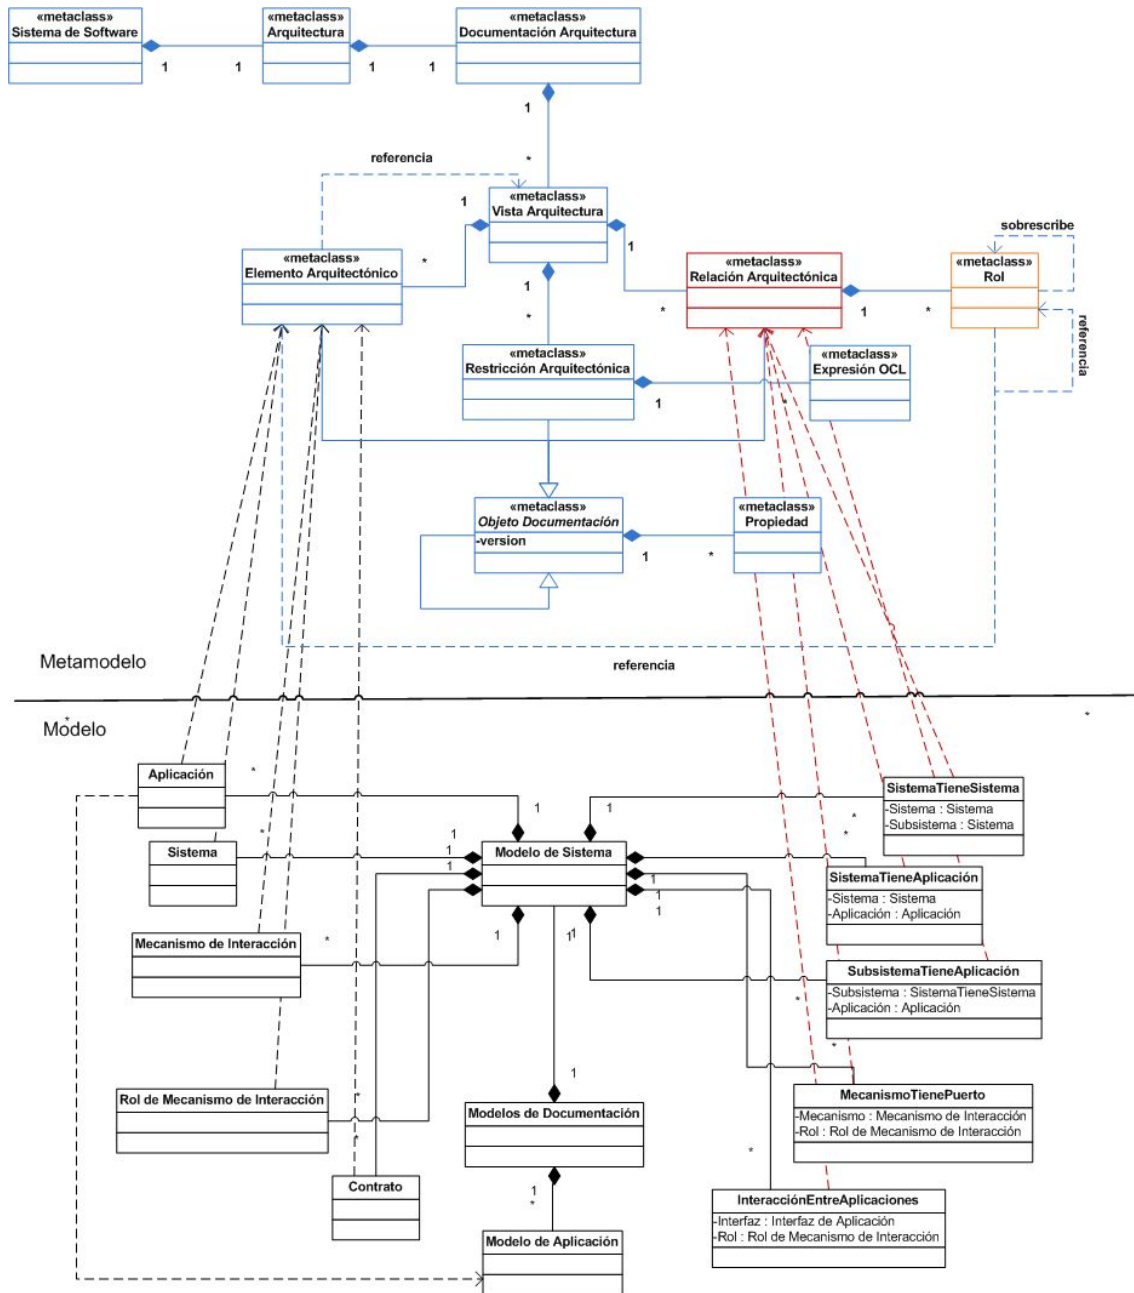 «metaclass»
Sistema de Software
1
1
«metaclass»
Arquitectura
1
1
«metaclass»
Documentación Arquitectura
1
*
referencia
«metaclass»
Vista Arquitectura
1
*
1
*
1
*
«metaclass»
Elemento Arquitectónico
«metaclass»
Relación Arquitectónica
1
*
sobrescribe
«metaclass»
Rol
referencia
«metaclass»
Restricción Arquitectónica
1
*
«metaclass»
Expresión OCL
«metaclass»
Objeto Documentación
-version
1
*
«metaclass»
Propiedad
referencia
Metamodelo
*
Modelo
*
Aplicación
*
1
1
SistemaTieneSistema
-Sistema : Sistema
-Subsistema : Sistema
*
*
Sistema
*
1
1
1
Modelo de Sistema
1
1
1
SistemaTieneAplicación
-Sistema : Sistema
-Aplicación : Aplicación
Mecanismo de Interacción
*
1
1
1
SubsistemaTieneAplicación
-Subsistema : SistemaTieneSistema
-Aplicación : Aplicación
*
*
Rol de Mecanismo de Interacción
*
*
1
Modelos de Documentación
1
*
MecanismoTienePuerto
-Mecanismo : Mecanismo de Interacción
-Rol : Rol de Mecanismo de Interacción
*
Contrato
InteracciónEntreAplicaciones
-Interfaz : Interfaz de Aplicación
-Rol : Rol de Mecanismo de Interacción
Modelo de Aplicación